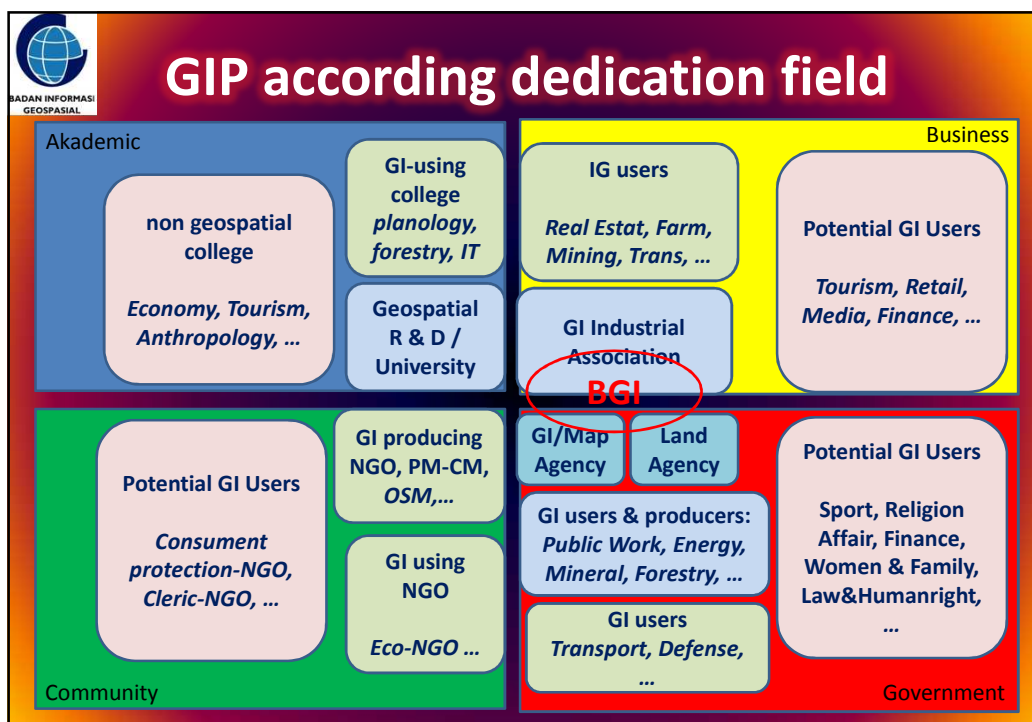 BADAN INFORMASI
GEOSPASIAL
GIP according dedication field
Akademic
non geospatial
college
Economy, Tourism,
Anthropology, …
GI-using
college
planology,
forestry, IT
Geospatial
R & D /
University
Business
IG users
Real Estat, Farm,
Mining, Trans, …
GI Industrial
Association
Potential GI Users
Tourism, Retail,
Media, Finance, …
BGI
Potential GI Users
Consument
protection-NGO,
Cleric-NGO, …
GI producing
NGO, PM-CM,
OSM,…
GI using
NGO
Eco-NGO …
Community
GI/Map
Agency
Land
Agency
GI users & producers:
Public Work, Energy,
Mineral, Forestry, …
GI users
Transport, Defense,
…
Potential GI Users
Sport, Religion
Affair, Finance,
Women & Family,
Law&Humanright,
…
Government